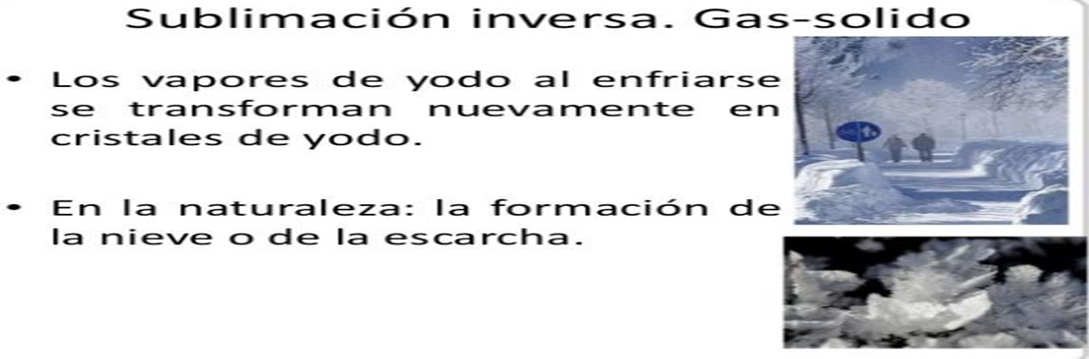 Sublimación inversa. Gas-solido
• Los vapores de yodo al enfriarse
se transforman nuevamente en
cristales de yodo.
• En la naturaleza: la formación de
la nieve o de la escarcha.